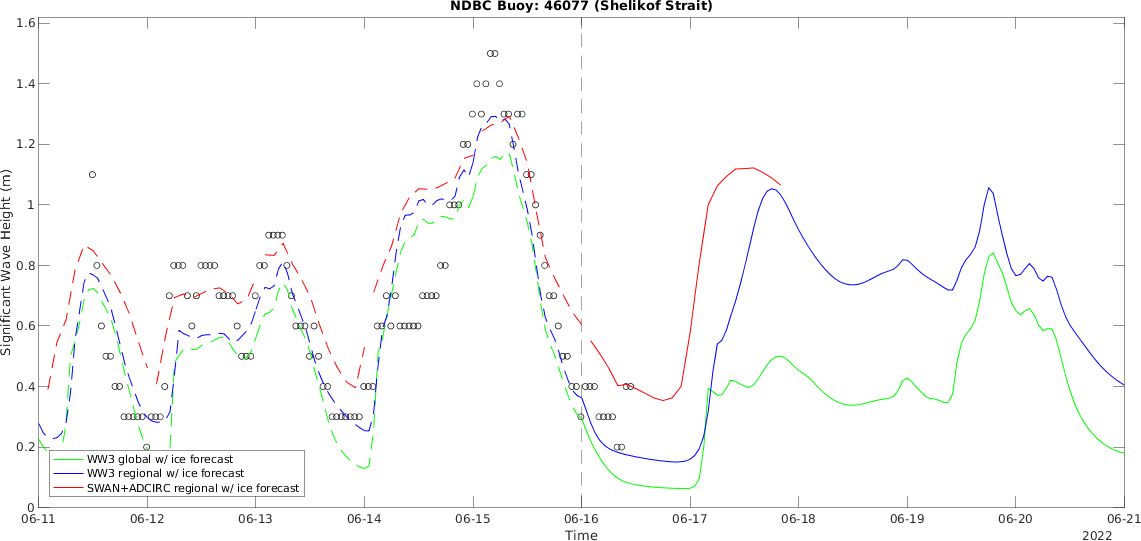 NDBC Buoy: 46077 (Shelikof Strait)
1.6
1.4
1.2
1
0.8
0.6
0.4
0.2
0
Significant Wave Height (m)
WW3 global w/ ice forecast
WW3 regional w/ ice forecast
SWAN+ADCIRC regional w/ ice forecast
06-11 06-12 06-13 06-14 06-15 06-16 06-17 06-18 06-19 06-20 06-21
Time
2022